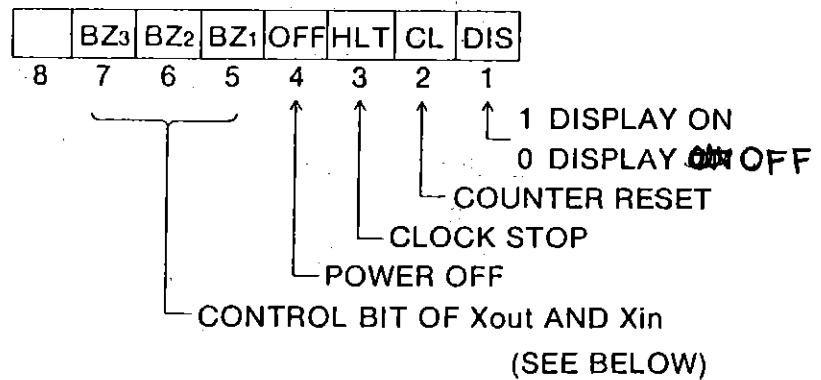 BZ3 BZ2 BZ1 OFF HLT CL DIS
8 7 6 5 4 3 2 1
1 DISPLAY ON
0 DISPLAY OFF
COUNTER RESET
CLOCK STOP
POWER OFF
CONTROL BIT OF Xout AND Xin
(SEE BELOW)